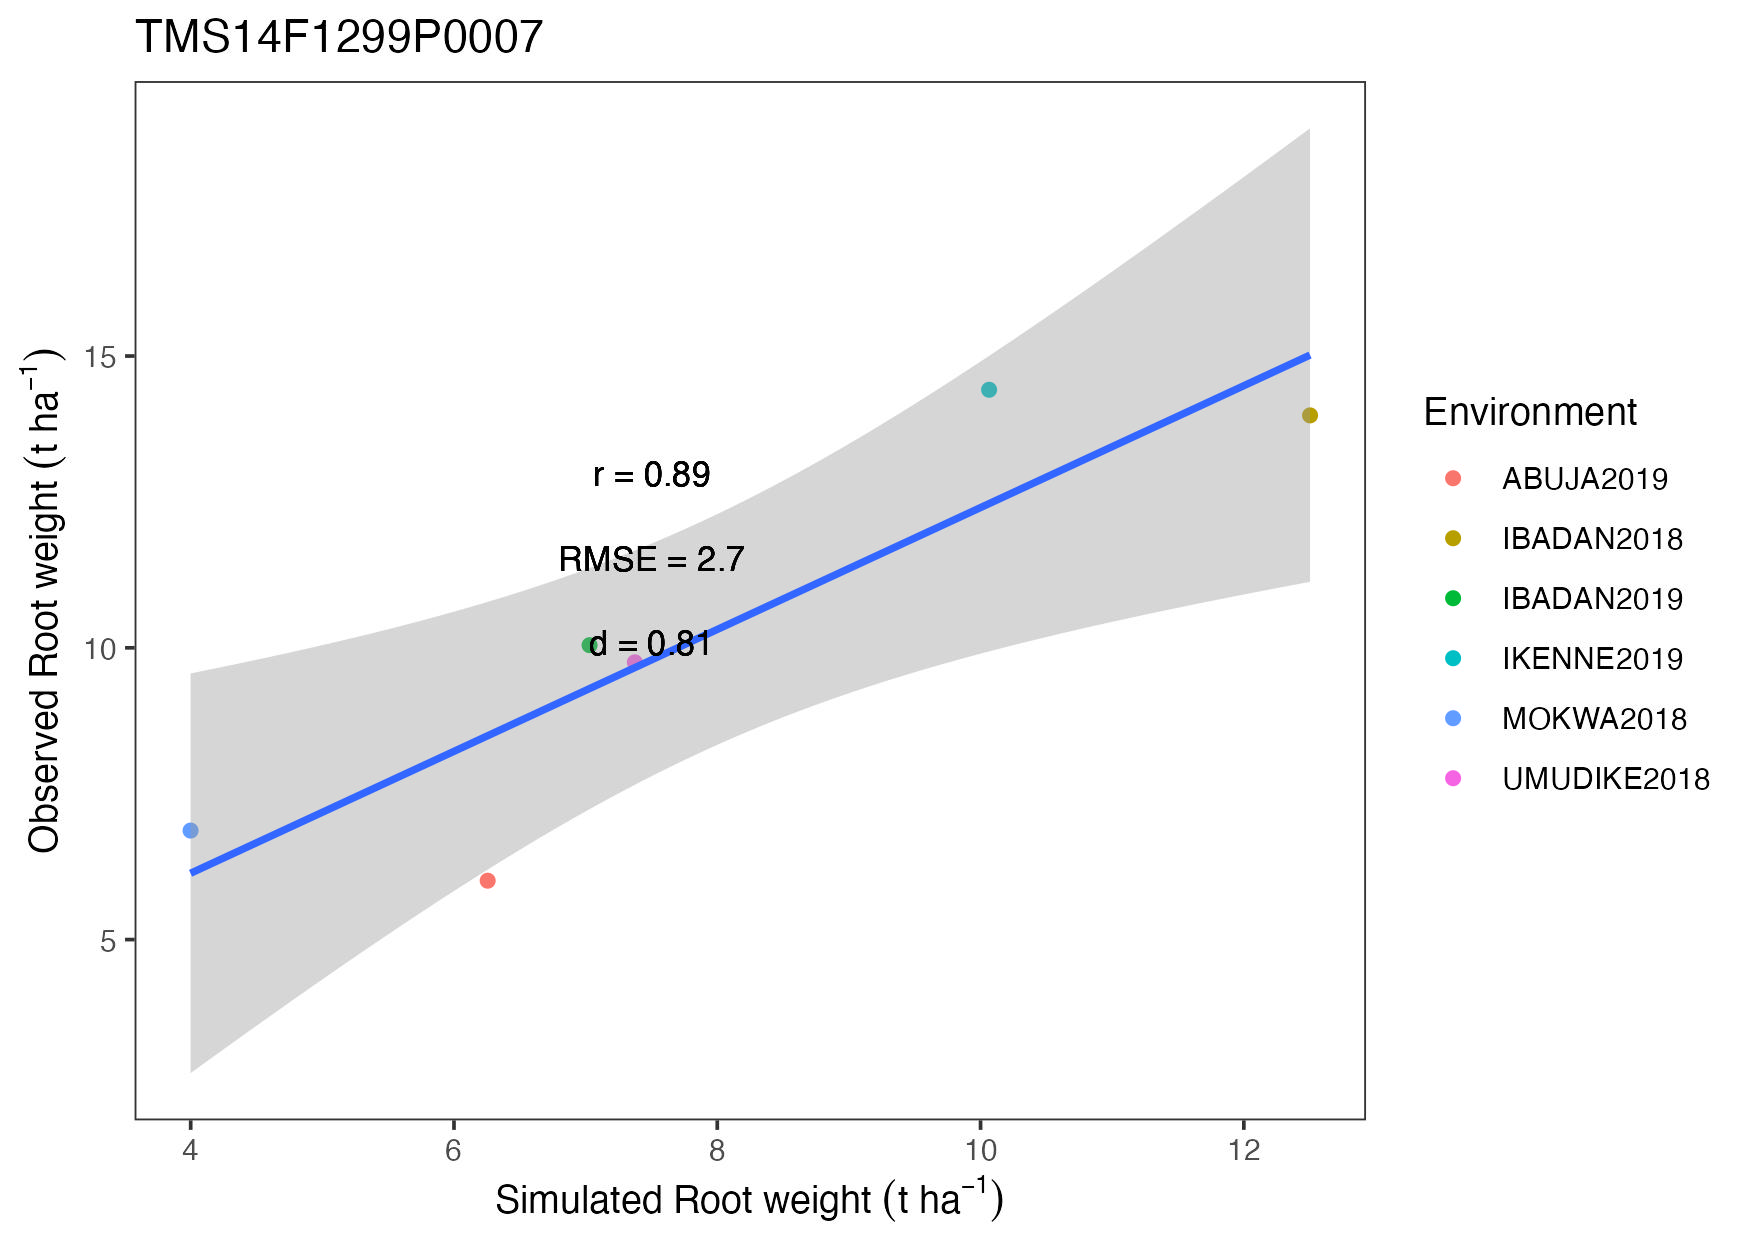 TMS14F1299P0007
Observed Root weight (t ha⁻¹)
15
10
5
r = 0.89
RMSE = 2.7
d = 0.81
4 6 8 10 12
Simulated Root weight (t ha⁻¹)
Environment
ABUJA2019
IBADAN2018
IBADAN2019
IKENNE2019
MOKWA2018
UMUDIKE2018